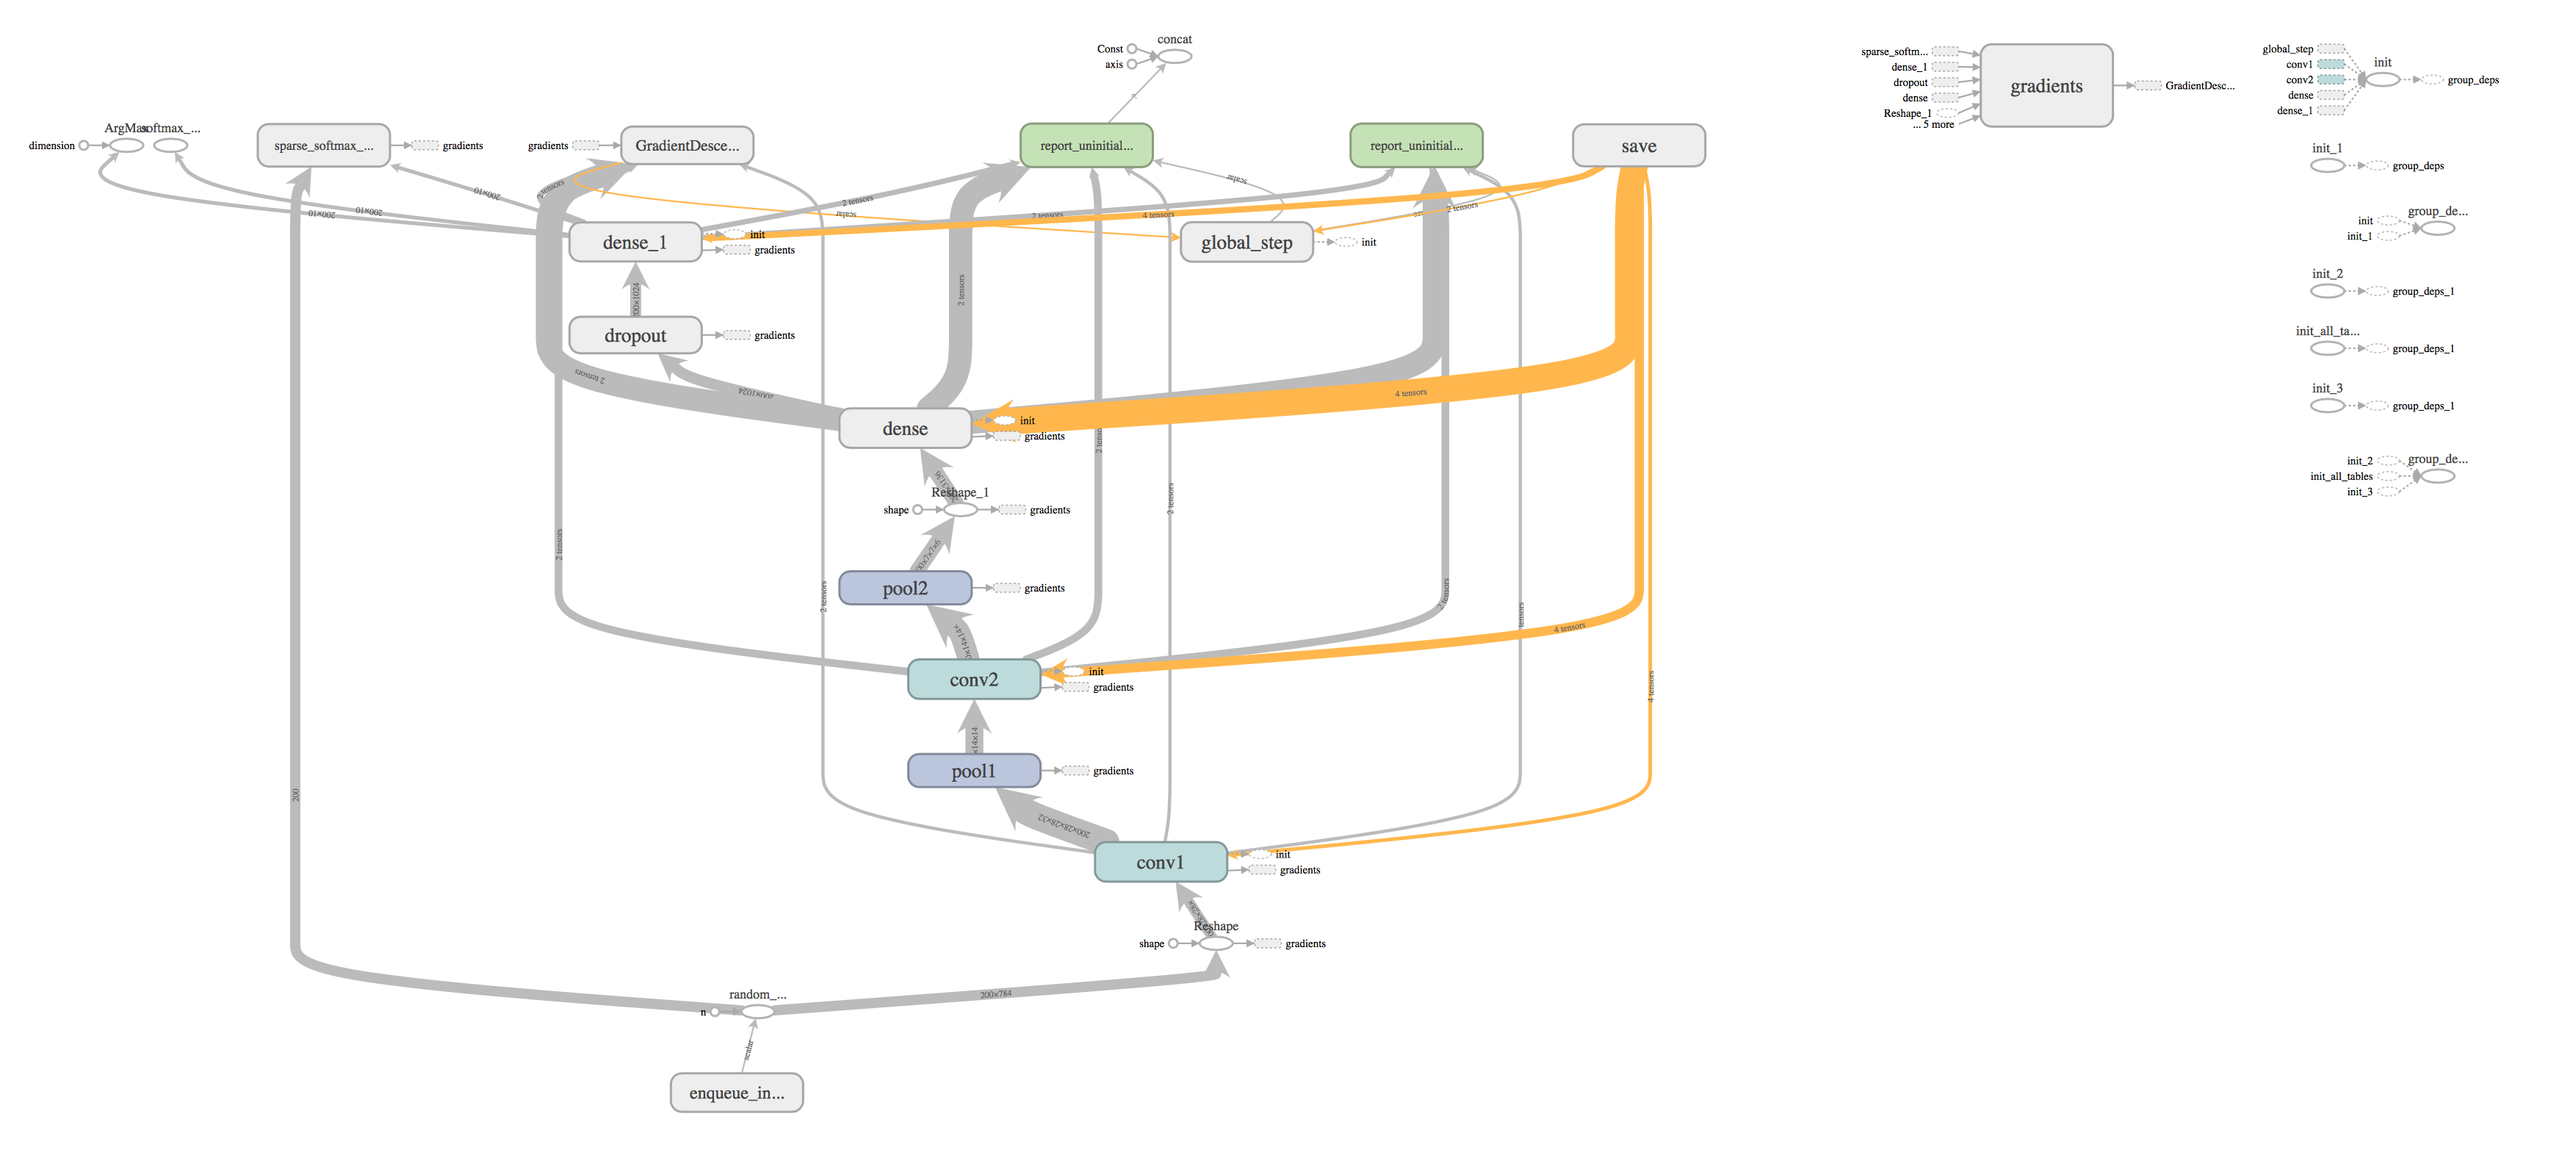 concat
Const
axis
sparse_softm...
dense_1
dropout
dense
Reshape_1
... 5 more
gradients
GradientDesc...
global_step
conv1
conv2
dense
dense_1
init
group_deps
dimension
ArgMax
softmax_...
sparse_softmax_...
gradients
gradients
GradientDesce...
report_uninitial...
report_uninitial...
save
init_1
group_deps
2 tensors
200×10
200×10
200×10
2 tensors
scalar
scalar
2 tensors
4 tensors
2 tensors
dense_1
init
gradients
global_step
init
group_de...
init
init_1
2 tensors
init_2
group_deps_1
dropout
gradients
init_all_ta...
group_deps_1
2 tensors
200×1024
4 tensors
init_3
group_deps_1
dense
init
gradients
group_de...
init_2
init_all_tables
init_3
Reshape_1
shape
gradients
2 tensors
2 tensors
pool2
gradients
2 tensors
2 tensors
4 tensors
conv2
init
gradients
4 tensors
pool1
gradients
200
200×28×28×32
conv1
init
gradients
Reshape
shape
gradients
random_...
200×784
n
scalar
enqueue_in...